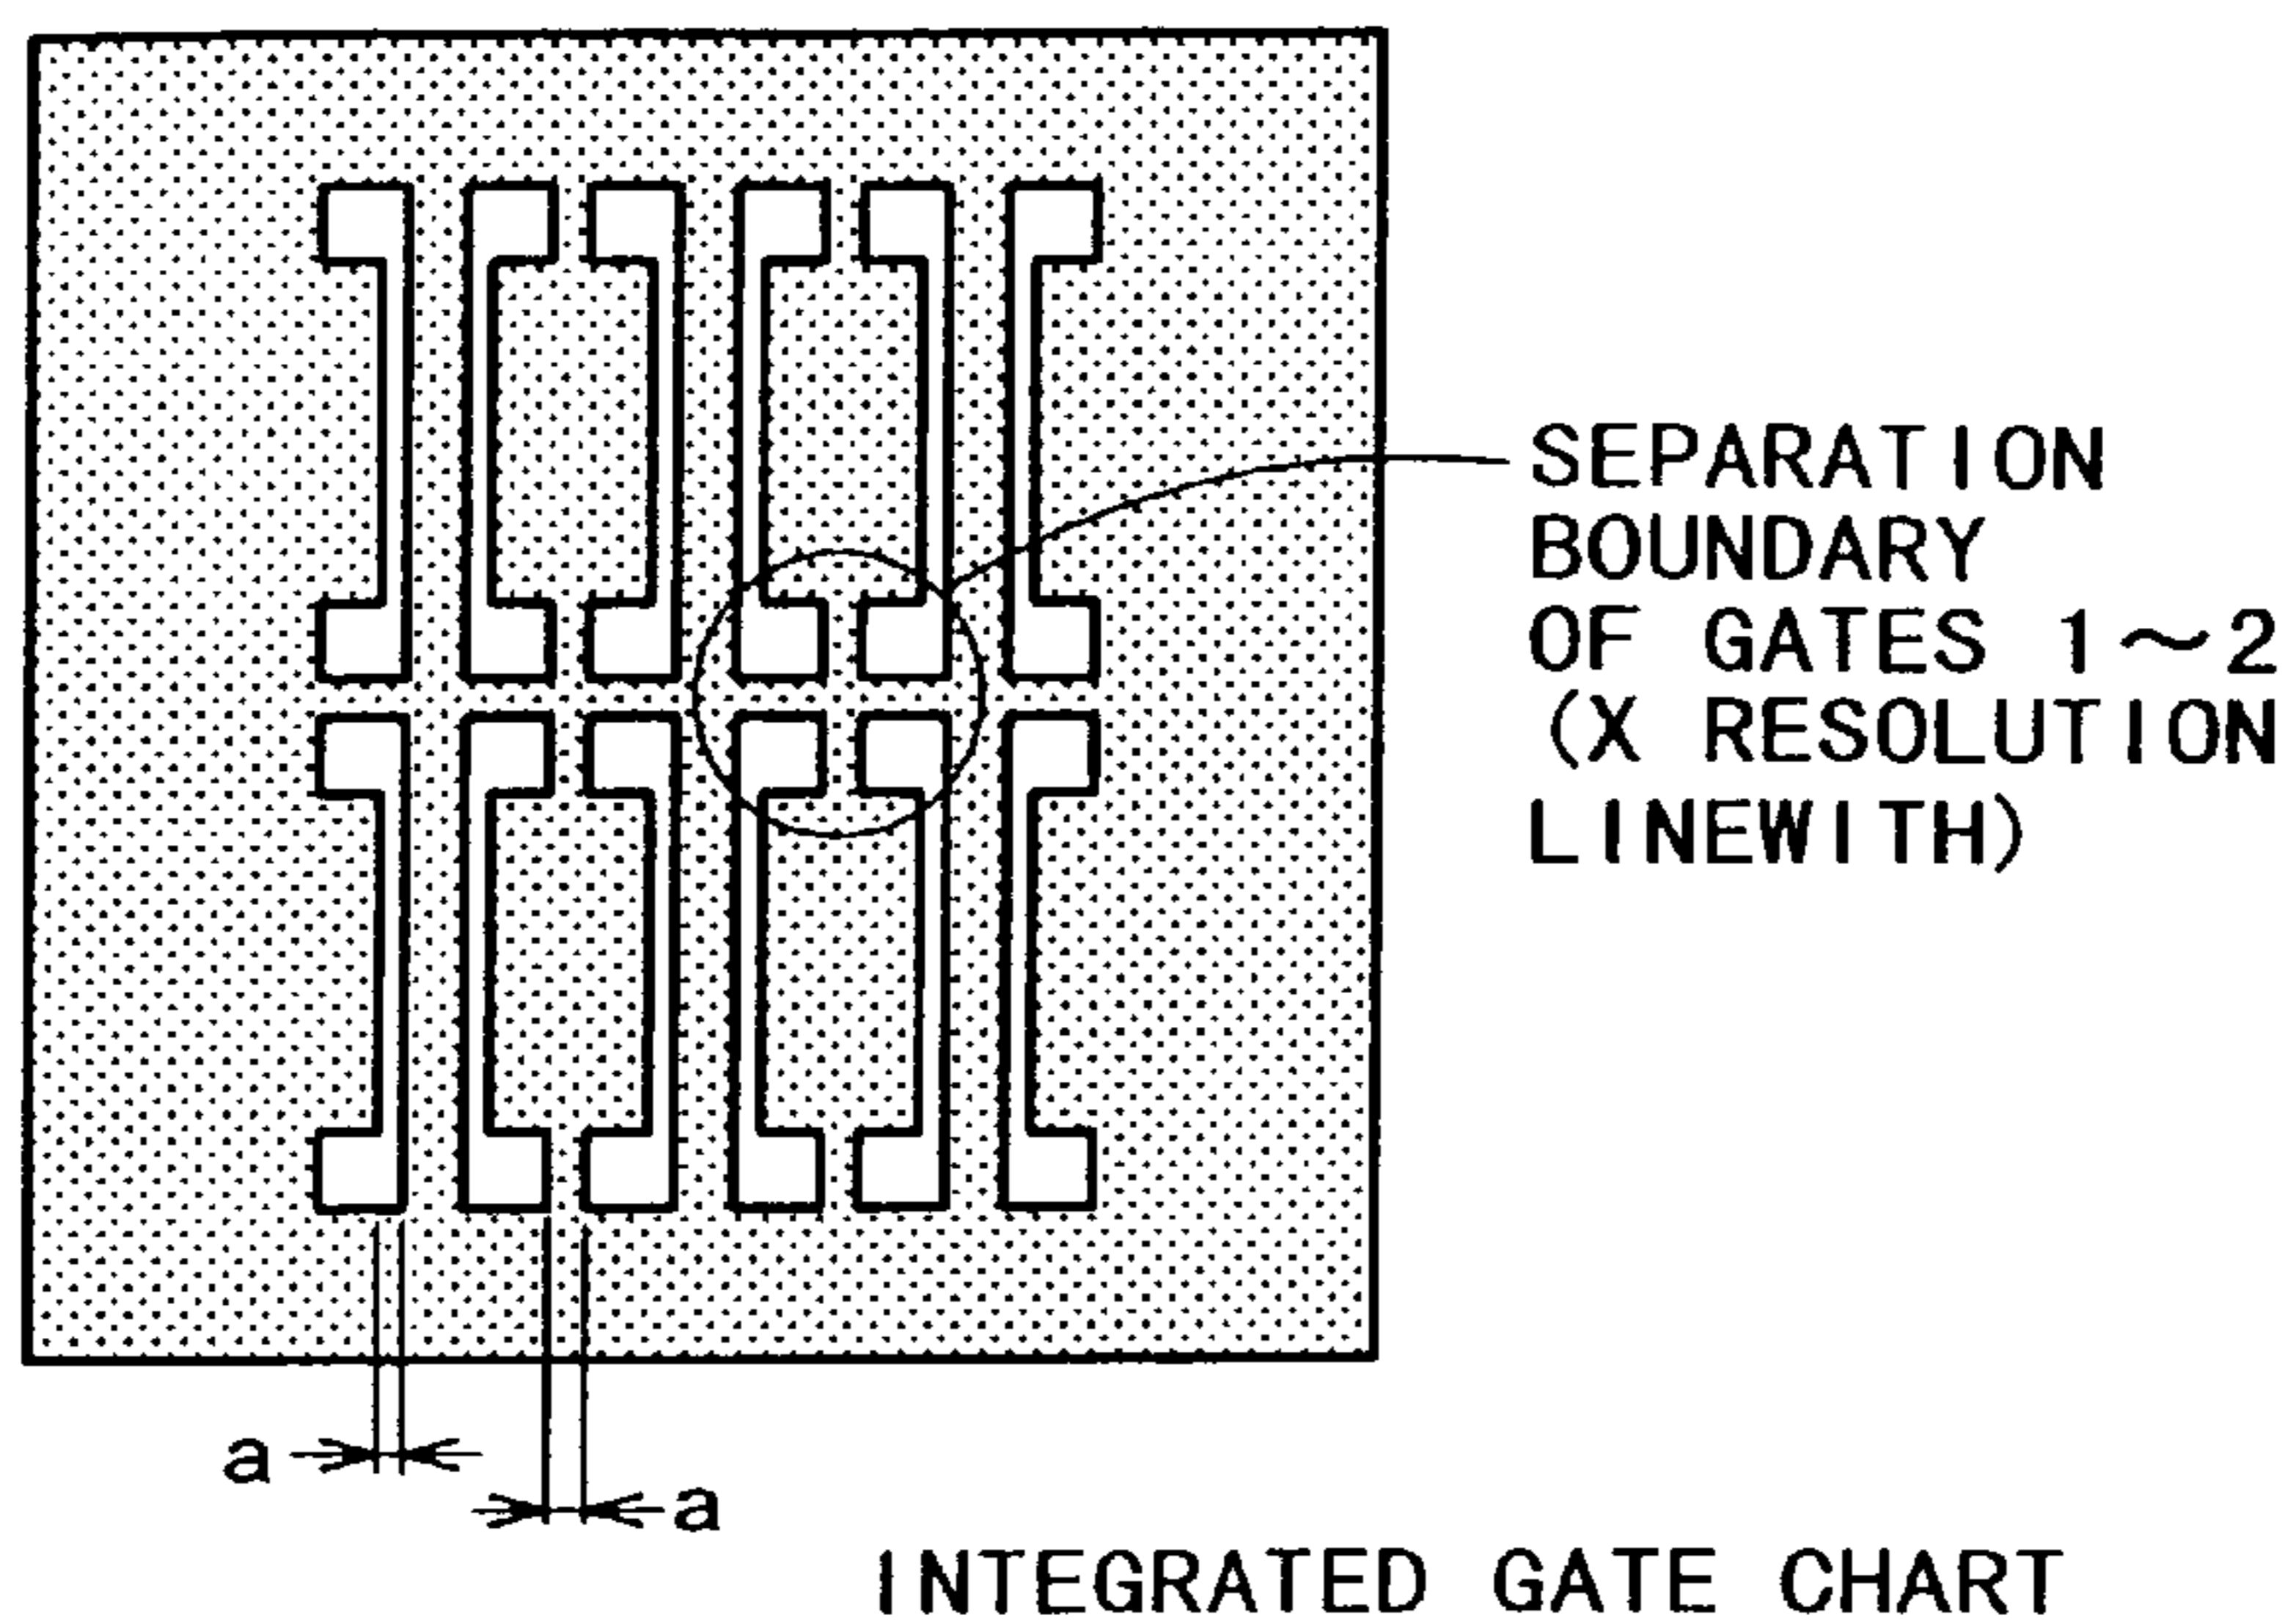 SEPARATION
BOUNDARY
OF GATES 1~2
(X RESOLUTION
LINEWITH)
a
a
INTEGRATED GATE CHART